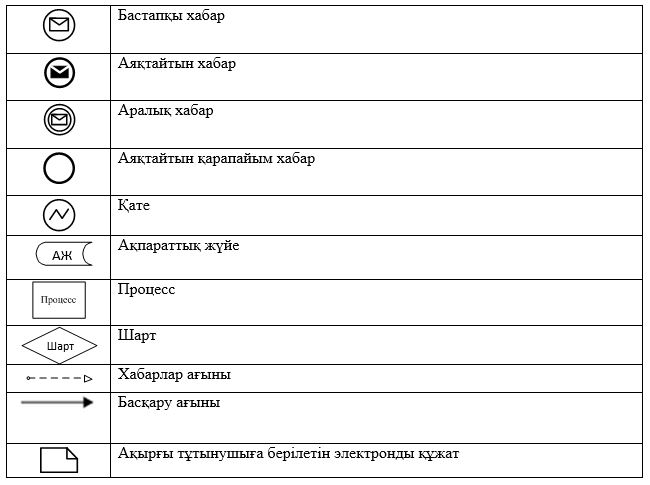 Бастапқы хабар
Аяқтайтын хабар
Аралық хабар
Аяқтайтын қарапайым хабар
Қате
АЖ
Ақпараттық жүйе
Процесс
Процесс
Шарт
Шарт
Хабарлар ағыны
Басқару ағыны
Ақырғы тұтынушыға берілетін электронды құжат